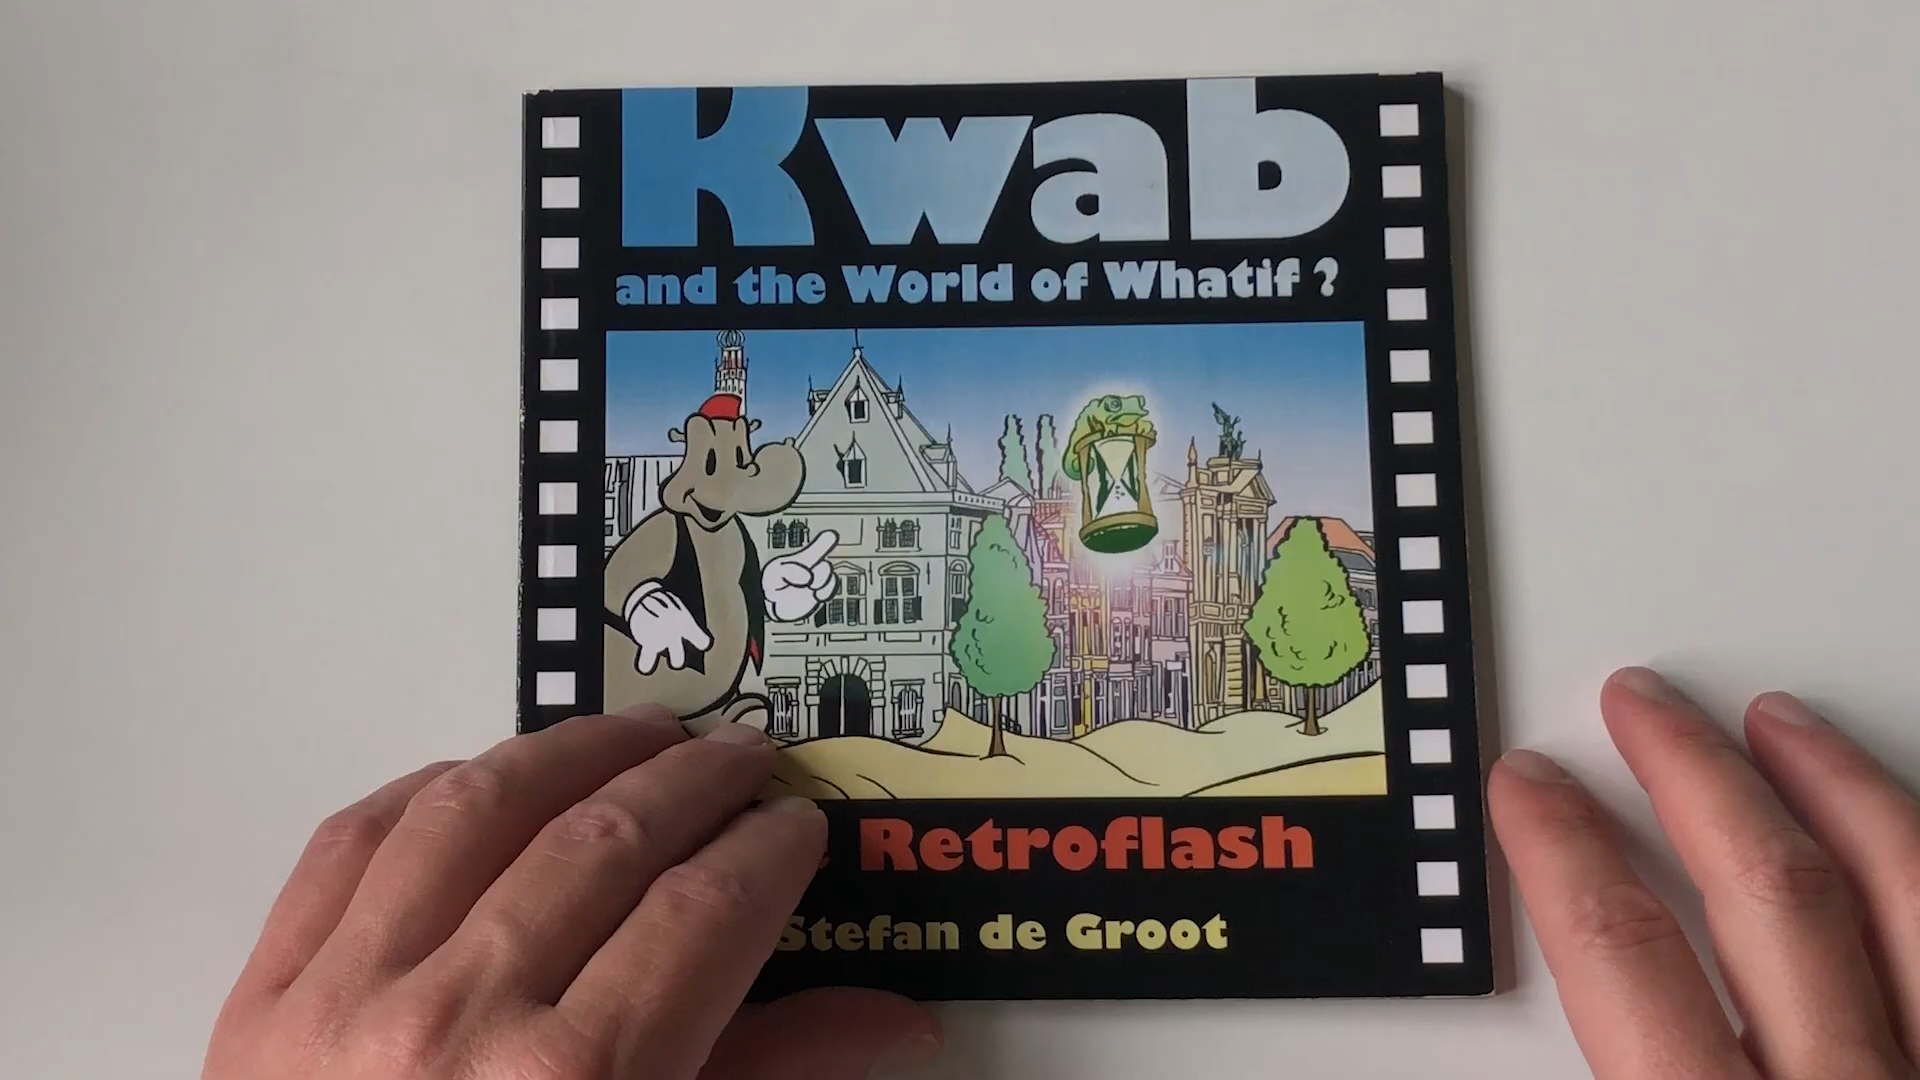 Kwab
and the World of Whatif ?
Retroflash
Stefan de Groot